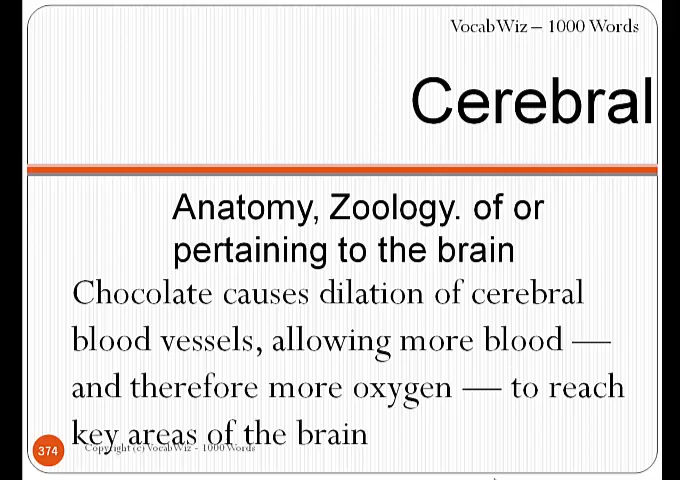 VocabWiz – 1000 Words
Cerebral
Anatomy, Zoology. of or
pertaining to the brain
Chocolate causes dilation of cerebral
blood vessels, allowing more blood —
and therefore more oxygen — to reach
key areas of the brain
374
Copyright (c) VocabWiz - 1000 Words